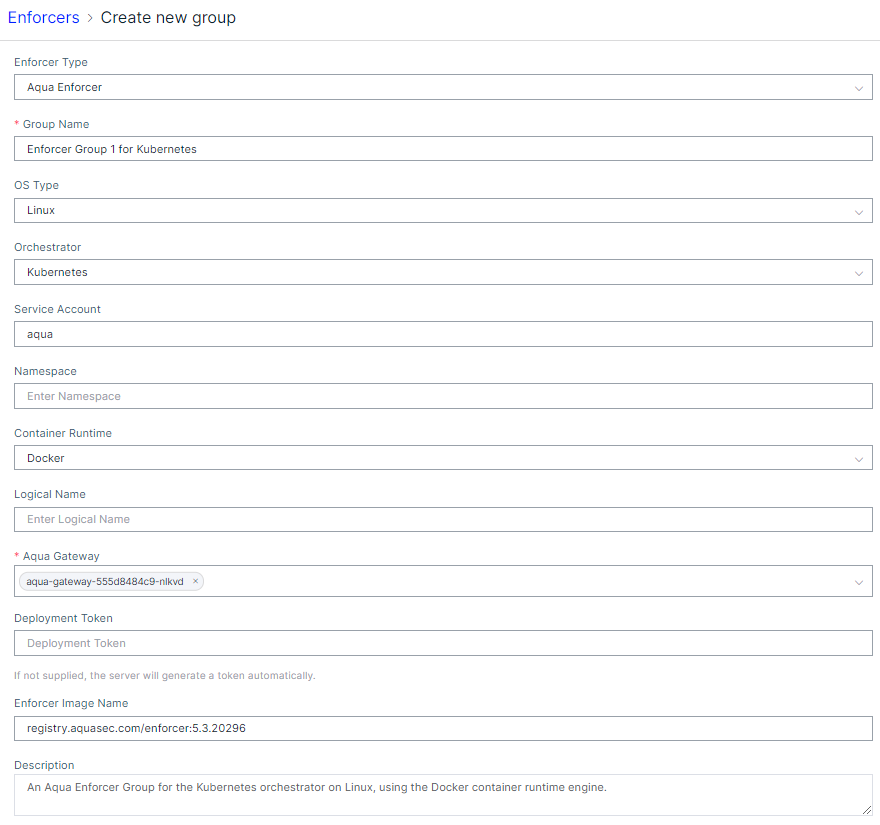 Enforcers > Create new group
Enforcer Type
Aqua Enforcer
* Group Name
Enforcer Group 1 for Kubernetes
OS Type
Linux
Orchestrator
Kubernetes
Service Account
aqua
Namespace
Enter Namespace
Container Runtime
Docker
Logical Name
Enter Logical Name
* Aqua Gateway
aqua-gateway-555d8484c9-nlkvd ×
Deployment Token
Deployment Token
If not supplied, the server will generate a token automatically.
Enforcer Image Name
registry.aquasec.com/enforcer:5.3.20296
Description
An Aqua Enforcer Group for the Kubernetes orchestrator on Linux, using the Docker container runtime engine.